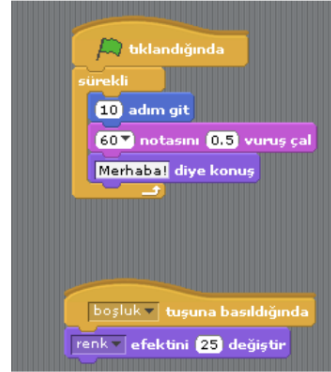 tıklandığında
sürekli
10 adım git
60 notasını 0.5 vuruş çal
Merhaba! diye konuş
boşluk tuşuna basıldığında
renk efektini 25 değiştir